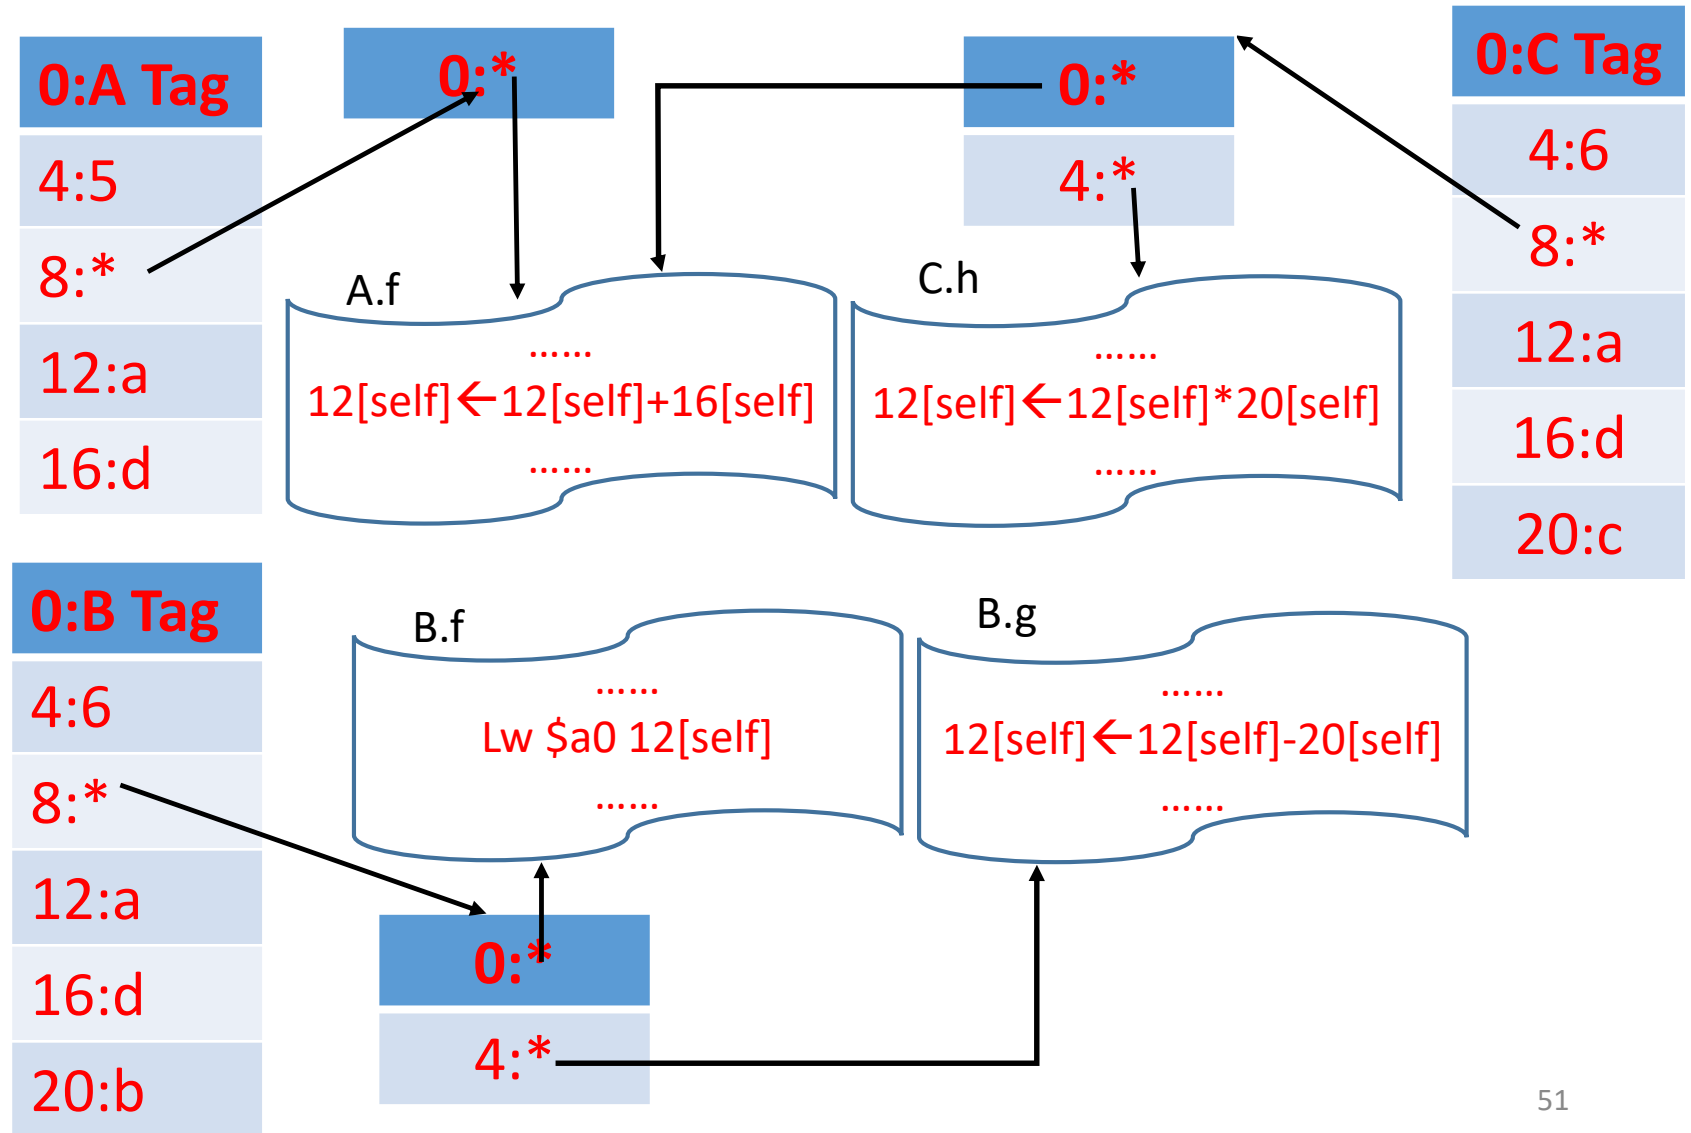 0:A Tag
4:5
8:*
12:a
16:d
0:*
0:*
4:*
0:C Tag
4:6
8:*
12:a
16:d
20:c
A.f
......
12[self]←12[self]+16[self]
......
C.h
......
12[self]←12[self]*20[self]
......
0:B Tag
4:6
8:*
12:a
16:d
20:b
B.f
......
Lw $a0 12[self]
......
B.g
......
12[self]←12[self]-20[self]
......
0:*
4:*
51